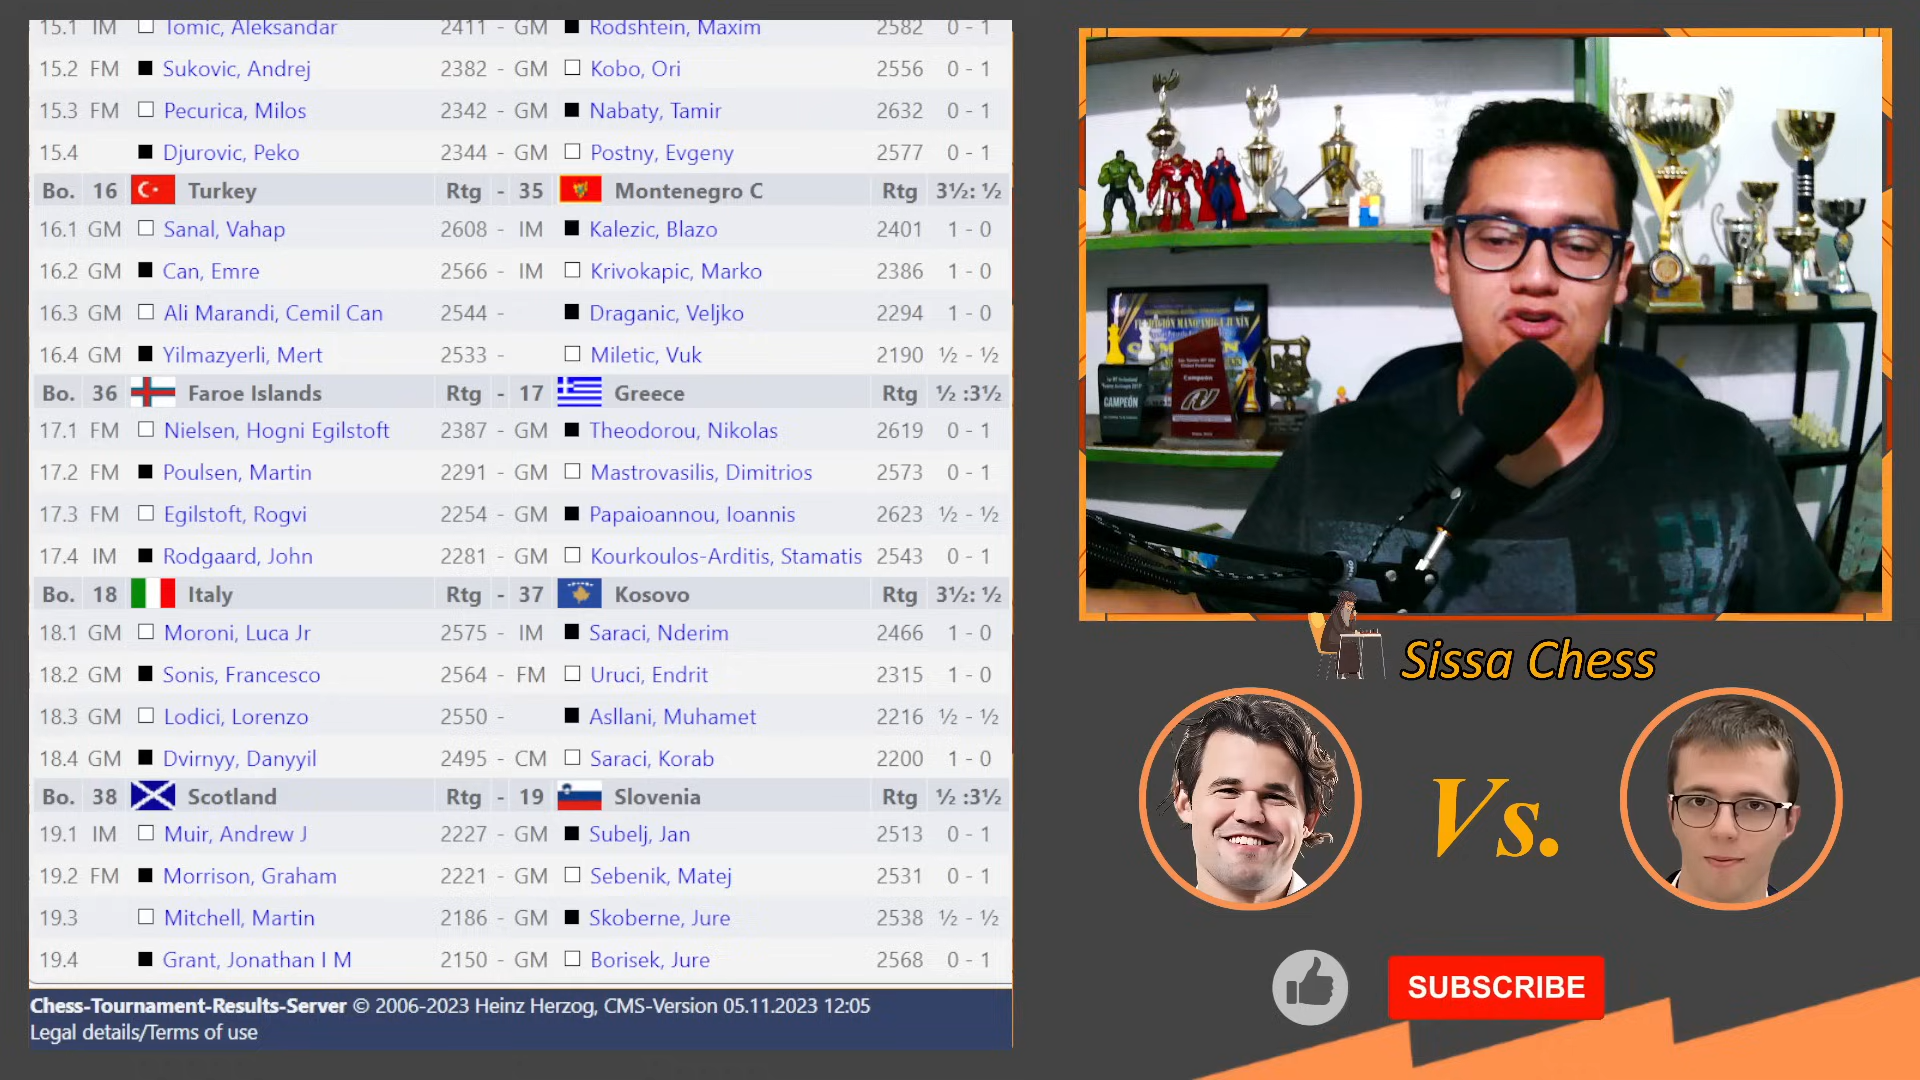 15.1 IM Tomic, Aleksandar 2411 - GM Rodshtein, Maxim 2582 0 - 1
15.2 FM Sukovic, Andrej 2382 - GM Kobo, Ori 2556 0 - 1
15.3 FM Pecurica, Milos 2342 - GM Nabaty, Tamir 2632 0 - 1
15.4 Djurovic, Peko 2344 - GM Postny, Evgeny 2577 0 - 1
Bo. 16 Turkey Rtg - 35 Montenegro C Rtg 3½: ½
16.1 GM Sanal, Vahap 2608 - IM Kalezic, Blazo 2401 1 - 0
16.2 GM Can, Emre 2566 - IM Krivokapic, Marko 2386 1 - 0
16.3 GM Ali Marandi, Cemil Can 2544 - Draganic, Veljko 2294 1 - 0
16.4 GM Yilmazyerli, Mert 2533 - Miletic, Vuk 2190 ½ - ½
Bo. 36 Faroe Islands Rtg - 17 Greece Rtg ½ :3½
17.1 FM Nielsen, Hogni Egilstoft 2387 - GM Theodorou, Nikolas 2619 0 - 1
17.2 FM Poulsen, Martin 2291 - GM Mastrovasilis, Dimitrios 2573 0 - 1
17.3 FM Egilstoft, Rogvi 2254 - GM Papaioannou, Ioannis 2623 ½ - ½
17.4 IM Rodgaard, John 2281 - GM Kourkoulos-Arditis, Stamatis 2543 0 - 1
Bo. 18 Italy Rtg - 37 Kosovo Rtg 3½: ½
18.1 GM Moroni, Luca Jr 2575 - IM Saraci, Nderim 2466 1 - 0
18.2 GM Sonis, Francesco 2564 - FM Uruci, Endrit 2315 1 - 0
18.3 GM Lodici, Lorenzo 2550 - Asllani, Muhamet 2216 ½ - ½
18.4 GM Dvirnyy, Danyyil 2495 - CM Saraci, Korab 2200 1 - 0
Bo. 38 Scotland Rtg - 19 Slovenia Rtg ½ :3½
19.1 IM Muir, Andrew J 2227 - GM Subelj, Jan 2513 0 - 1
19.2 FM Morrison, Graham 2221 - GM Sebenik, Matej 2531 0 - 1
19.3 Mitchell, Martin 2186 - GM Skoberne, Jure 2538 ½ - ½
19.4 Grant, Jonathan I M 2150 - GM Borisek, Jure 2568 0 - 1
Chess-Tournament-Results-Server © 2006-2023 Heinz Herzog, CMS-Version 05.11.2023 12:05
Legal details/Terms of use
CAMPEÓN
Campeón
Sissa Chess
Vs.
SUBSCRIBE